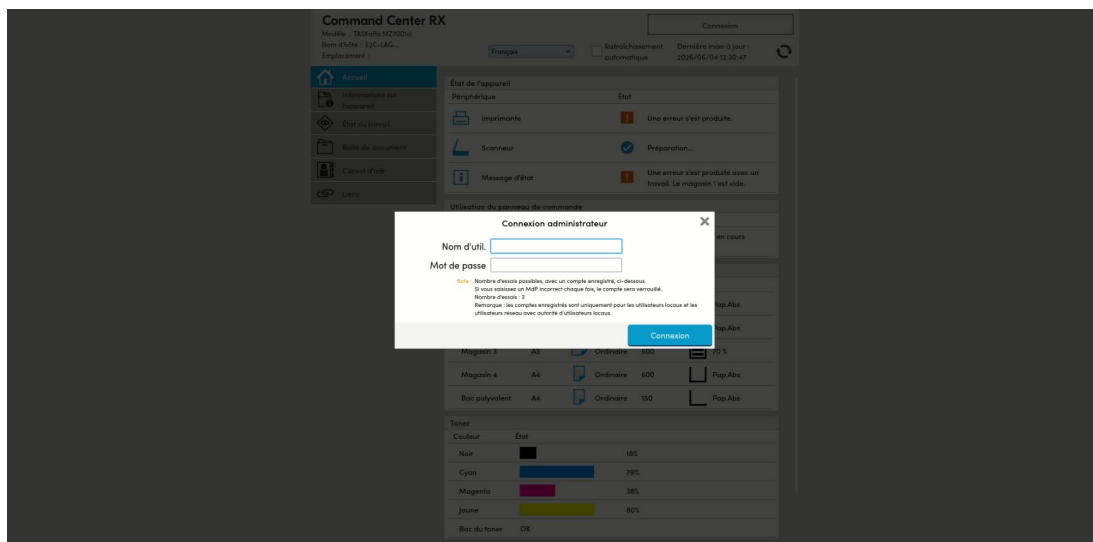 Command Center RX
Modèle : TASKalfa MZ7001ci
Nom d'hôte : E2C-LAG...
Emplacement :
Connexion
Français
Rafraîchissement automatique
Dernière mise à jour :
2026/06/04 12:30:47
Accueil
Informations sur
l'appareil
État du travail
Boîte de document
Carnet d'adr
Liens
État de l'appareil
Périphérique État
Imprimante Une erreur s'est produite.
Scanneur Préparation...
Message d'état Une erreur s'est produite avec un
travail. Le magasin 1 est vide.
Utilisation du panneau de commande
en cours
Connexion administrateur
Nom d'util.
Mot de passe
Note : Nombre d'essais possibles, avec un compte enregistré, ci-dessous.
Si vous saisissez un MdP incorrect chaque fois, le compte sera verrouillé.
Nombre d'essais : 3
Remarque : les comptes enregistrés sont uniquement pour les utilisateurs locaux et les
utilisateurs réseau avec autorité d'utilisateurs locaux.
Connexion
Pap.Abs
Pap.Abs
Magasin 3 A3 Ordinaire 500 70 %
Magasin 4 A4 Ordinaire 600 Pap.Abs
Bac polyvalent A4 Ordinaire 150 Pap.Abs
Toner
Couleur État
Noir 18%
Cyan 79%
Magenta 38%
Jaune 80%
Bac du toner OK